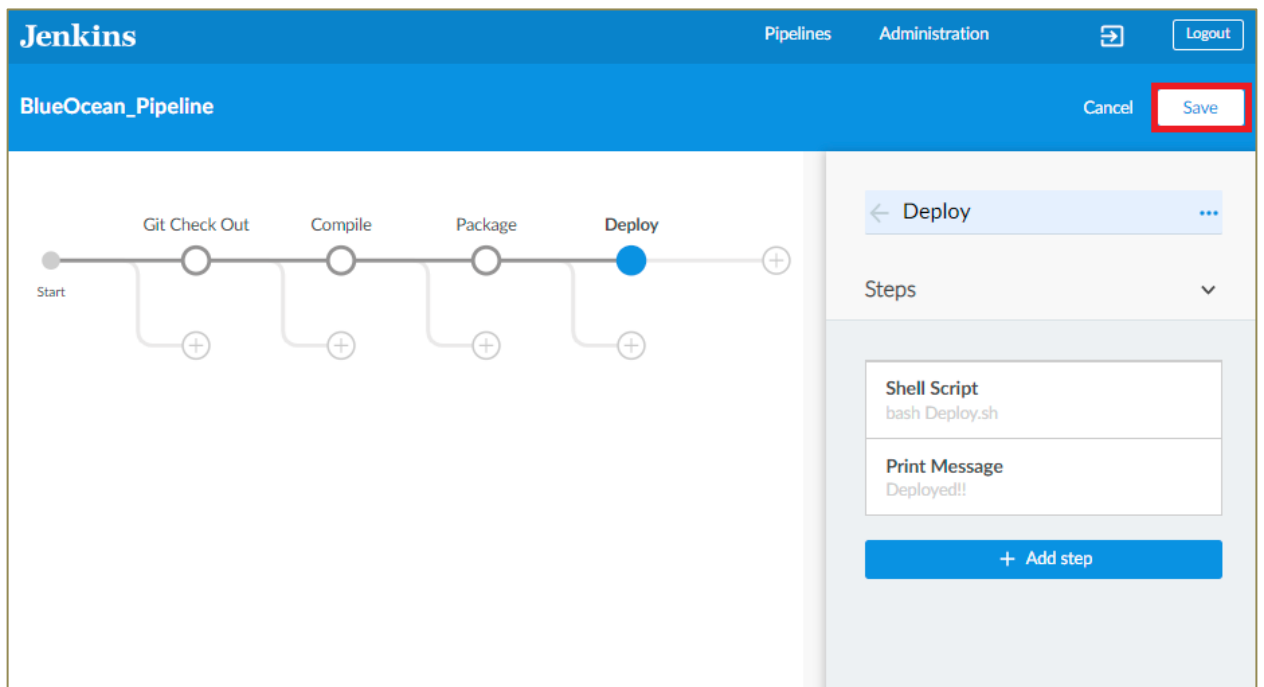 Jenkins
Pipelines
Administration
Logout
BlueOcean_Pipeline
Cancel
Save
Git Check Out
Compile
Package
Deploy
Start
Deploy
Steps
Shell Script
bash Deploy.sh
Print Message
Deployed!!
+ Add step